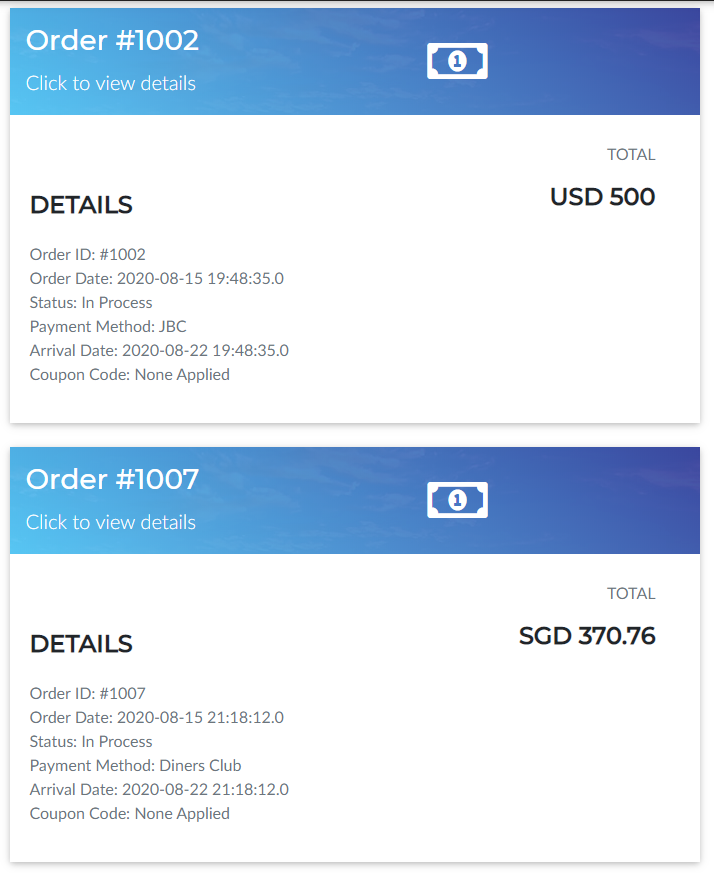 Order #1002
Click to view details
1
TOTAL
USD 500
DETAILS
Order ID: #1002
Order Date: 2020-08-15 19:48:35.0
Status: In Process
Payment Method: JBC
Arrival Date: 2020-08-22 19:48:35.0
Coupon Code: None Applied
Order #1007
Click to view details
1
TOTAL
SGD 370.76
DETAILS
Order ID: #1007
Order Date: 2020-08-15 21:18:12.0
Status: In Process
Payment Method: Diners Club
Arrival Date: 2020-08-22 21:18:12.0
Coupon Code: None Applied